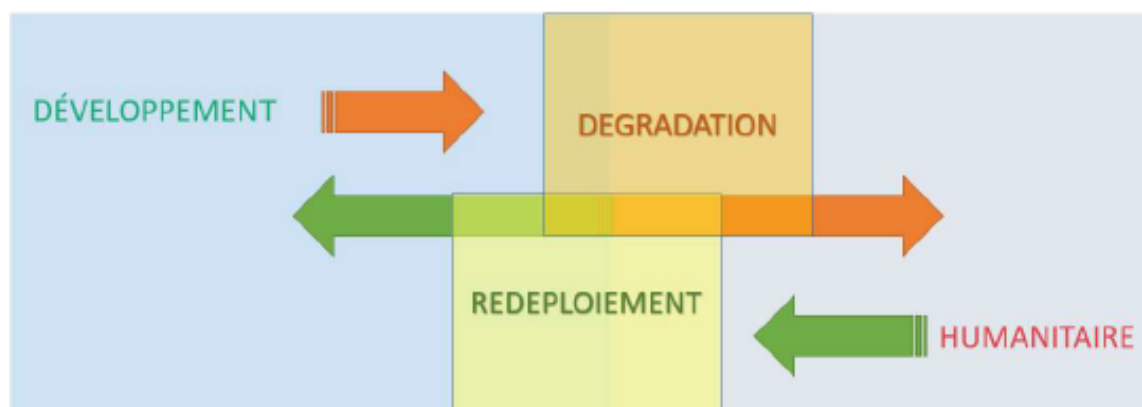 DÉVELOPPEMENT
DEGRADATION
REDEPLOIEMENT
HUMANITAIRE